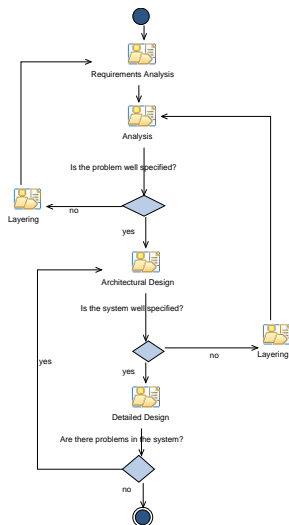 Requirements Analysis
Analysis
Is the problem well specified?
no
Layering
yes
Architectural Design
Is the system well specified?
yes
no
Layering
yes
Detailed Design
Are there problems in the system?
no